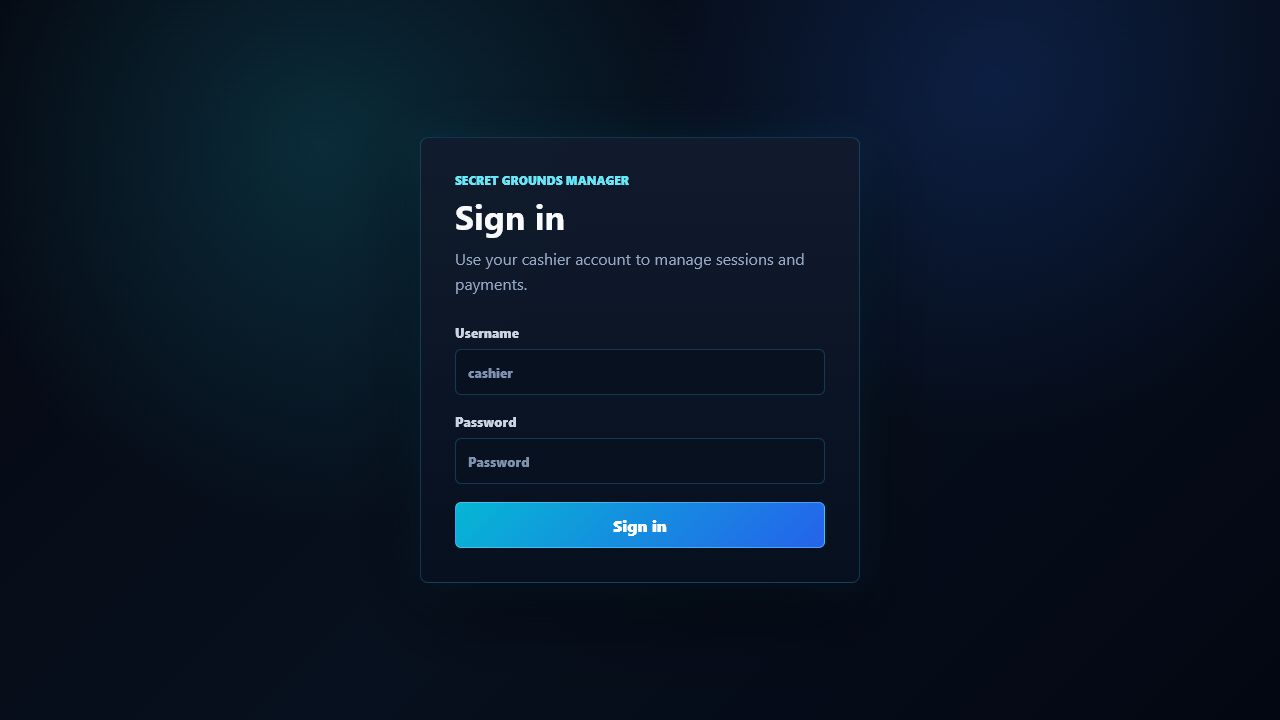 SECRET GROUNDS MANAGER
Sign in
Use your cashier account to manage sessions and
payments.
Username
cashier
Password
Password
Sign in